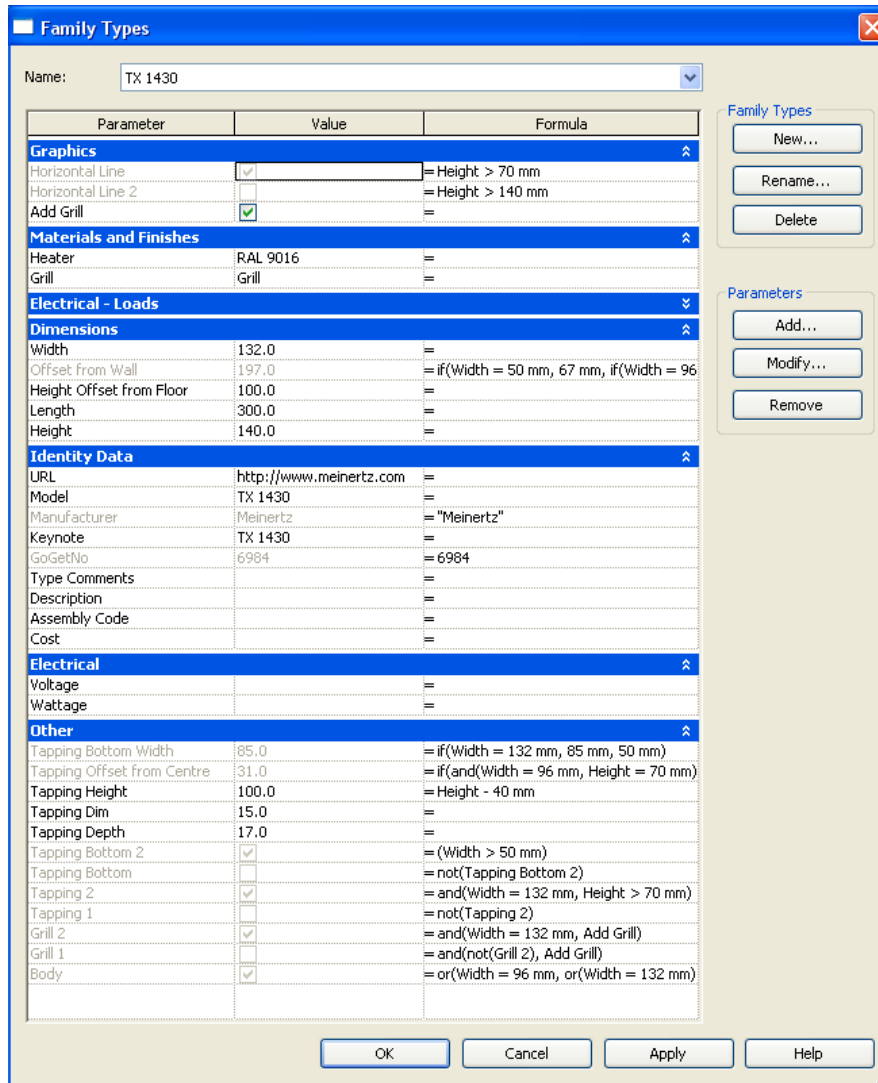 Family Types
Name: TX 1430
Parameter Value Formula
Graphics
Horizontal Line = Height > 70 mm
Horizontal Line 2 = Height > 140 mm
Add Grill =
Materials and Finishes
Heater RAL 9016 =
Grill Grill =
Electrical - Loads
Dimensions
Width 132.0 =
Offset from Wall 197.0 = if(Width = 50 mm, 67 mm, if(Width = 96
Height Offset from Floor 100.0 =
Length 300.0 =
Height 140.0 =
Identity Data
URL http://www.meinertz.com =
Model TX 1430 =
Manufacturer Meinertz = "Meinertz"
Keynote TX 1430 =
GoGetNo 6984 = 6984
Type Comments =
Description =
Assembly Code =
Cost =
Electrical
Voltage =
Wattage =
Other
Tapping Bottom Width 85.0 = if(Width = 132 mm, 85 mm, 50 mm)
Tapping Offset from Centre 31.0 = if(and(Width = 96 mm, Height = 70 mm)
Tapping Height 100.0 = Height - 40 mm
Tapping Dim 15.0 =
Tapping Depth 17.0 =
Tapping Bottom 2 = (Width > 50 mm)
Tapping Bottom = not(Tapping Bottom 2)
Tapping 2 = and(Width = 132 mm, Height > 70 mm)
Tapping 1 = not(Tapping 2)
Grill 2 = and(Width = 132 mm, Add Grill)
Grill 1 = and(not(Grill 2), Add Grill)
Body = or(Width = 96 mm, or(Width = 132 mm)
Family Types
New...
Rename...
Delete
Parameters
Add...
Modify...
Remove
OK Cancel Apply Help